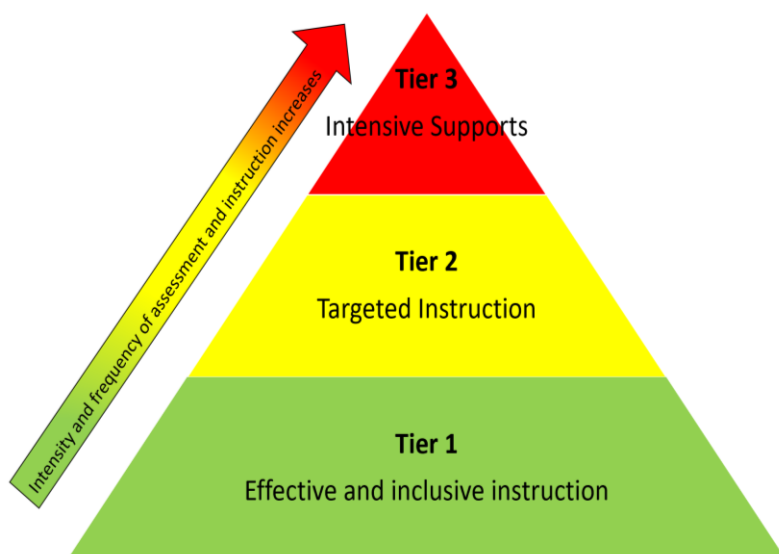 Tier 3
Intensive Supports
Tier 2
Targeted Instruction
Tier 1
Effective and inclusive instruction
Intensity and frequency of assessment and instruction increases